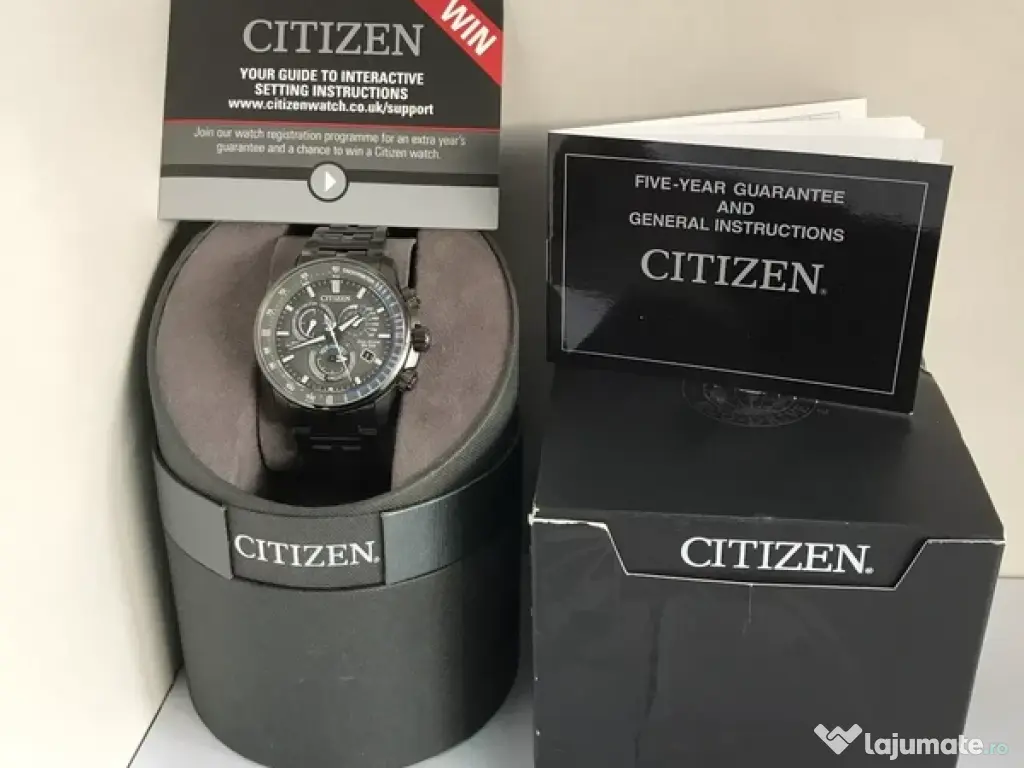 WIN
CITIZEN
YOUR GUIDE TO INTERACTIVE
SETTING INSTRUCTIONS
www.citizenwatch.co.uk/support
Join our watch registration programme for an extra year's
guarantee and a chance to win a Citizen watch.
FIVE-YEAR GUARANTEE
AND
GENERAL INSTRUCTIONS
CITIZEN®
CITIZEN
CITIZEN®
CITIZEN®
lajumate.ro